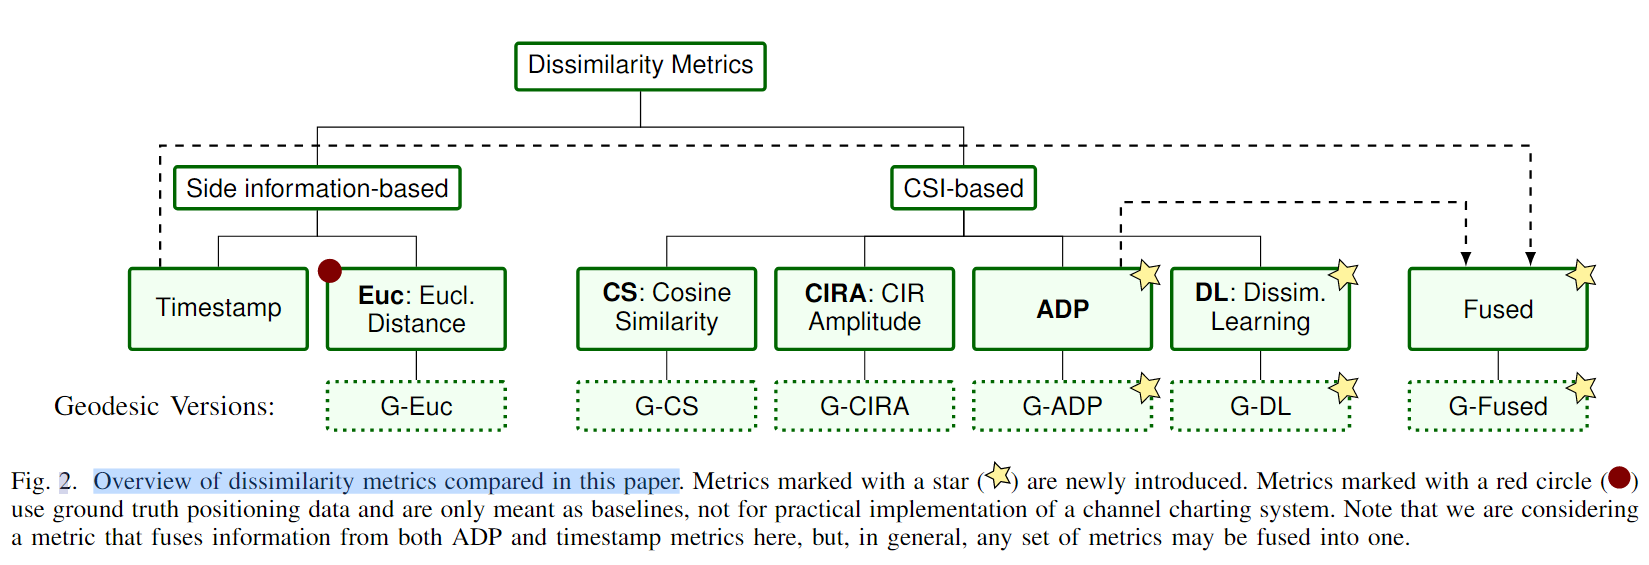 Dissimilarity Metrics
Side information-based
CSI-based
Timestamp
Euc: Eucl.
Distance
CS: Cosine
Similarity
CIRA: CIR
Amplitude
ADP
DL: Dissim.
Learning
Fused
Geodesic Versions:
G-Euc
G-CS
G-CIRA
G-ADP
G-DL
G-Fused
Fig. 2. Overview of dissimilarity metrics compared in this paper. Metrics marked with a star () are newly introduced. Metrics marked with a red circle ()
use ground truth positioning data and are only meant as baselines, not for practical implementation of a channel charting system. Note that we are considering
a metric that fuses information from both ADP and timestamp metrics here, but, in general, any set of metrics may be fused into one.